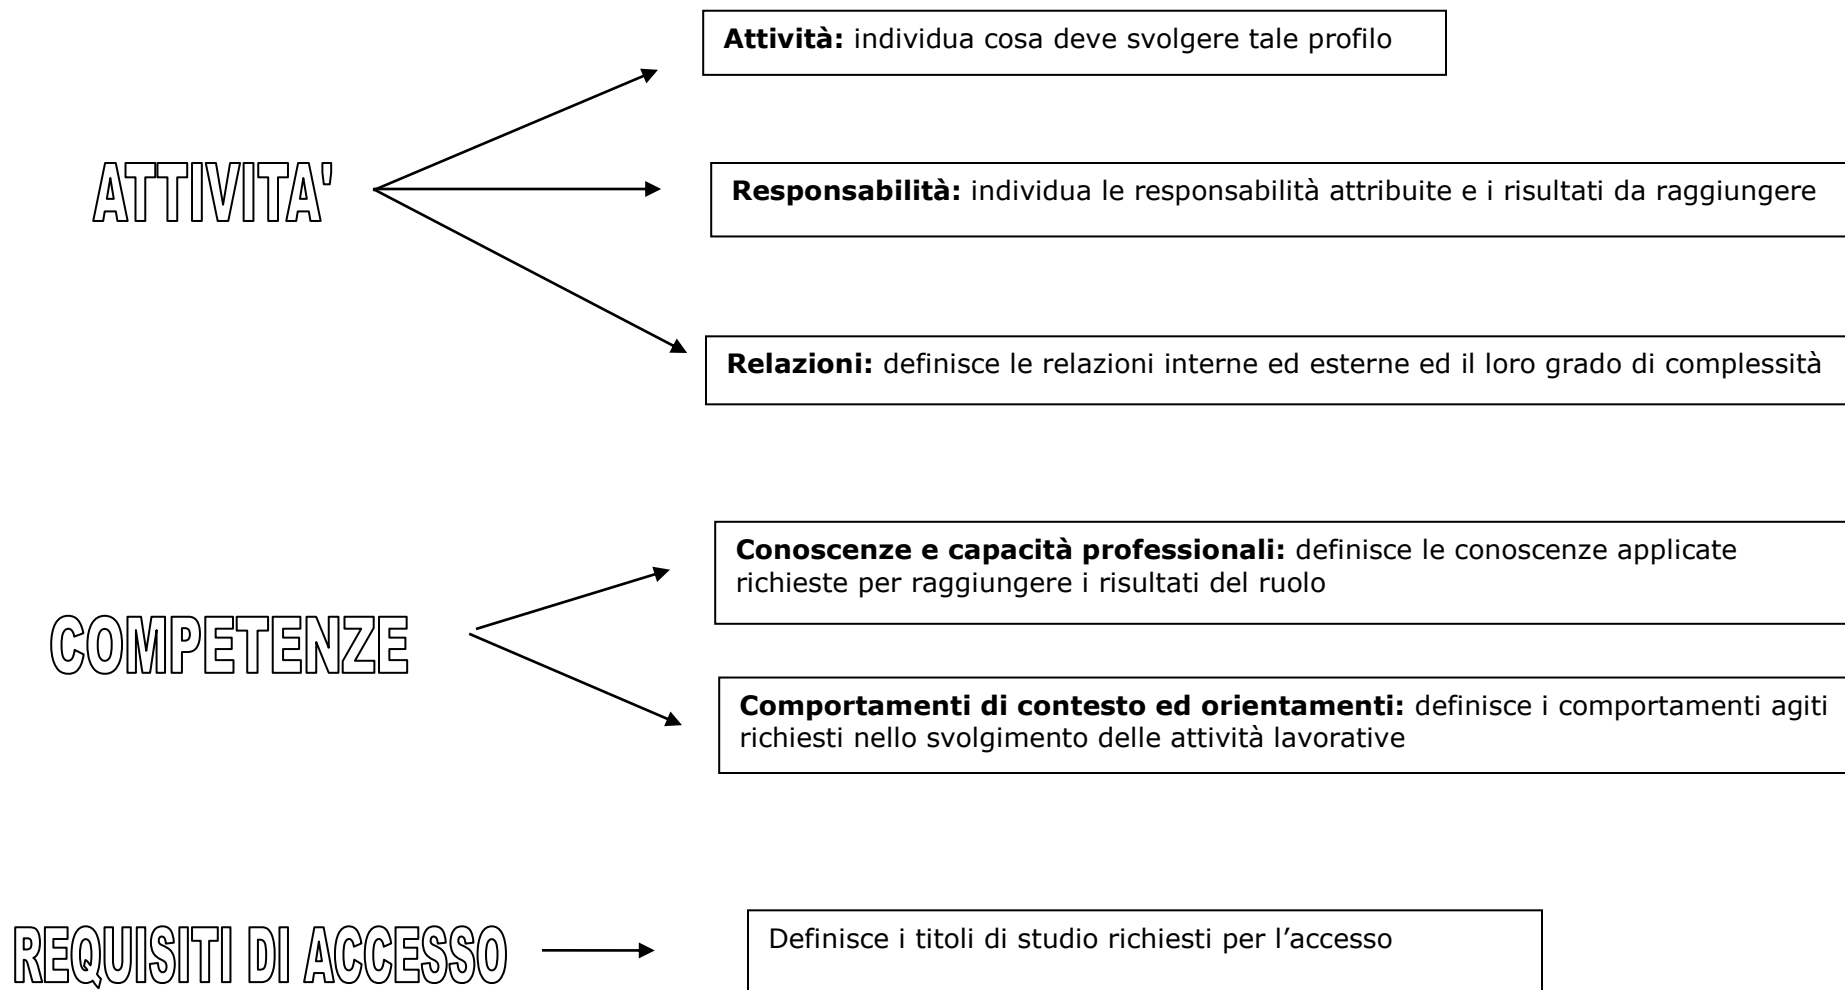 Attività: individua cosa deve svolgere tale profilo
ATTIVITA'
Responsabilità: individua le responsabilità attribuite e i risultati da raggiungere
Relazioni: definisce le relazioni interne ed esterne ed il loro grado di complessità
Conoscenze e capacità professionali: definisce le conoscenze applicate
richieste per raggiungere i risultati del ruolo
COMPETENZE
Comportamenti di contesto ed orientamenti: definisce i comportamenti agiti
richiesti nello svolgimento delle attività lavorative
REQUISITI DI ACCESSO
Definisce i titoli di studio richiesti per l’accesso